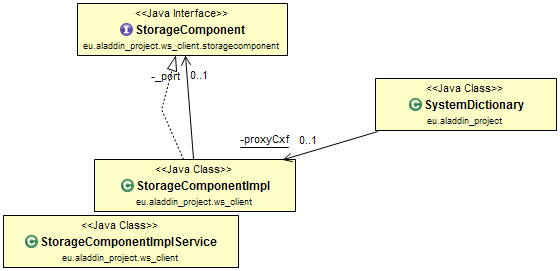 <<Java Interface>>
I StorageComponent
eu.aladdin_project.ws_client.storagecomponent
-_port 0..1
<<Java Class>>
C SystemDictionary
eu.aladdin_project
-proxyCxf 0..1
<<Java Class>>
C StorageComponentImpl
eu.aladdin_project.ws_client
<<Java Class>>
C StorageComponentImplService
eu.aladdin_project.ws_client